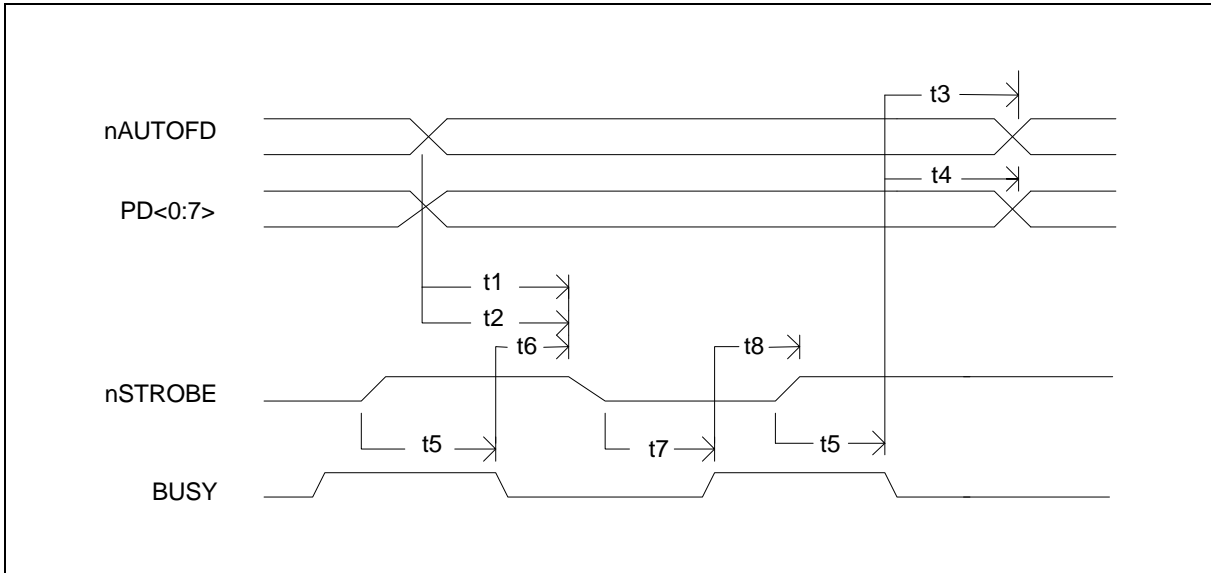 t3
nAUTOFD
t4
PD<0:7>
t1
t2
t6
t8
nSTROBE
t5
t7
t5
BUSY